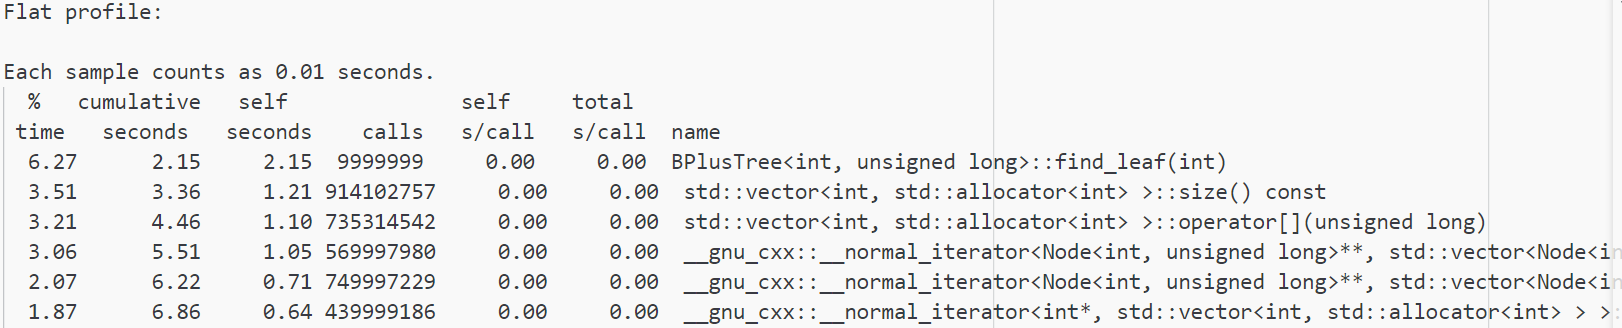 Flat profile:
Each sample counts as 0.01 seconds.
% cumulative self self total
time seconds seconds calls s/call s/call name
6.27 2.15 2.15 9999999 0.00 0.00 BPlusTree<int, unsigned long>::find_leaf(int)
3.51 3.36 1.21 914102757 0.00 0.00 std::vector<int, std::allocator<int> >::size() const
3.21 4.46 1.10 735314542 0.00 0.00 std::vector<int, std::allocator<int> >::operator[](unsigned long)
3.06 5.51 1.05 569997980 0.00 0.00 __gnu_cxx::__normal_iterator<Node<int, unsigned long>**, std::vector<Node<in
2.07 6.22 0.71 749997229 0.00 0.00 __gnu_cxx::__normal_iterator<Node<int, unsigned long>**, std::vector<Node<in
1.87 6.86 0.64 439999186 0.00 0.00 __gnu_cxx::__normal_iterator<int*, std::vector<int, std::allocator<int> > >